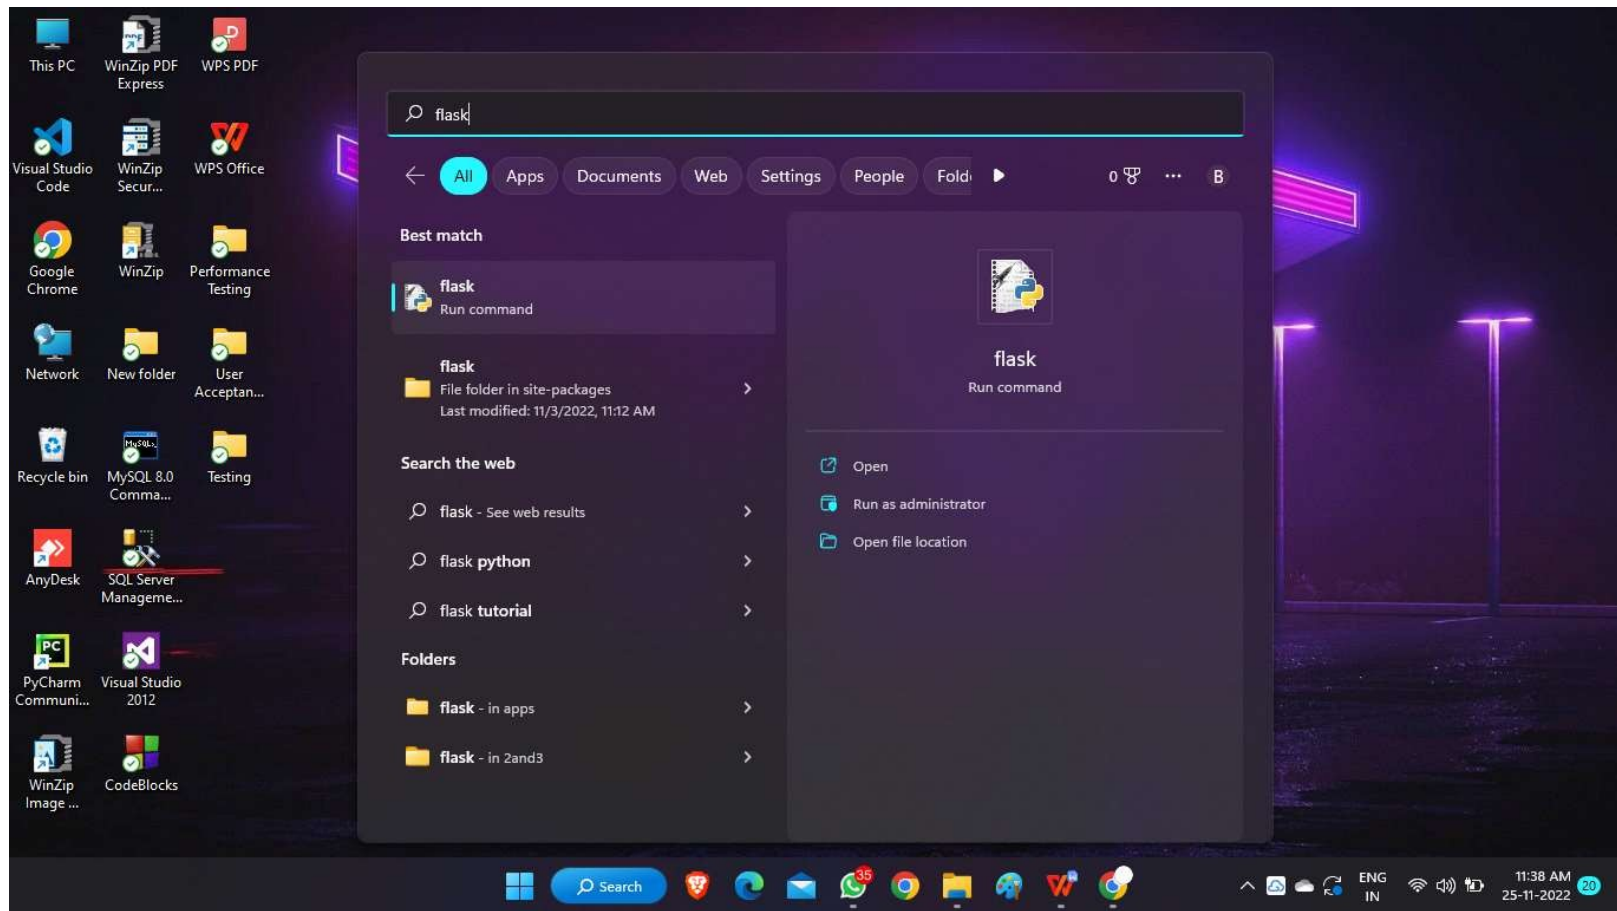 This PC
WinZip PDF
Express
WPS PDF
Visual Studio
Code
WinZip
Secur...
WPS Office
Google
Chrome
WinZip
Performance
Testing
Network
New folder
User
Acceptan...
Recycle bin
MySQL 8.0
Comma...
Testing
AnyDesk
SQL Server
Manageme...
PC
PyCharm
Communi...
Visual Studio
2012
WinZip
Image ...
CodeBlocks
flask
All Apps Documents Web Settings People Folde
0
B
Best match
flask
Run command
flask
File folder in site-packages
Last modified: 11/3/2022, 11:12 AM
Search the web
flask - See web results
flask python
flask tutorial
Folders
flask - in apps
flask - in 2and3
flask
Run command
Open
Run as administrator
Open file location
Search
35
ENG
IN
11:38 AM
25-11-2022
20